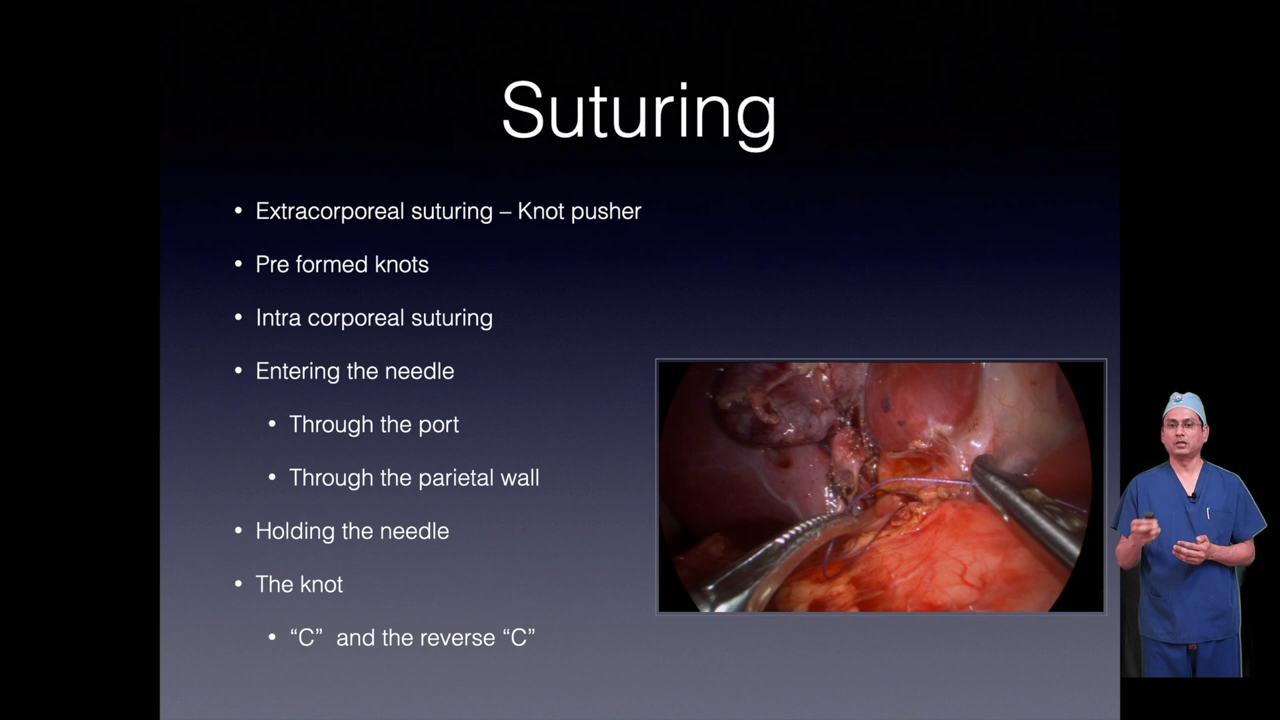 Suturing
• Extracorporeal suturing – Knot pusher
• Pre formed knots
• Intra corporeal suturing
• Entering the needle
• Through the port
• Through the parietal wall
• Holding the needle
• The knot
• “C” and the reverse “C”